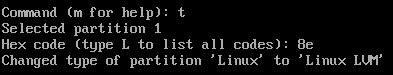 Command (m for help): t
Selected partition 1
Hex code (type L to list all codes): 8e
Changed type of partition 'Linux' to 'Linux LVM'